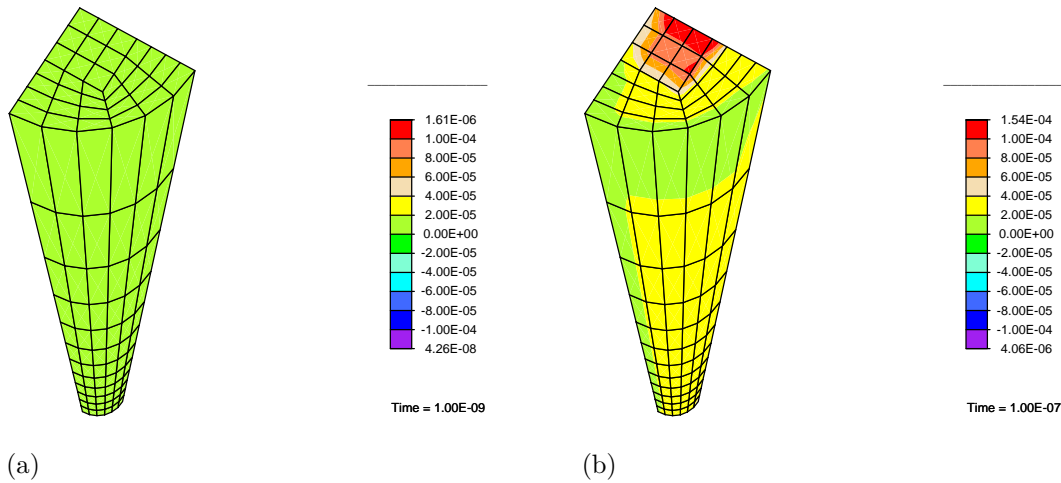 1.61E-06
1.00E-04
8.00E-05
6.00E-05
4.00E-05
2.00E-05
0.00E+00
-2.00E-05
-4.00E-05
-6.00E-05
-8.00E-05
-1.00E-04
4.26E-08
Time = 1.00E-09
(a)
1.54E-04
1.00E-04
8.00E-05
6.00E-05
4.00E-05
2.00E-05
0.00E+00
-2.00E-05
-4.00E-05
-6.00E-05
-8.00E-05
-1.00E-04
4.06E-06
Time = 1.00E-07
(b)